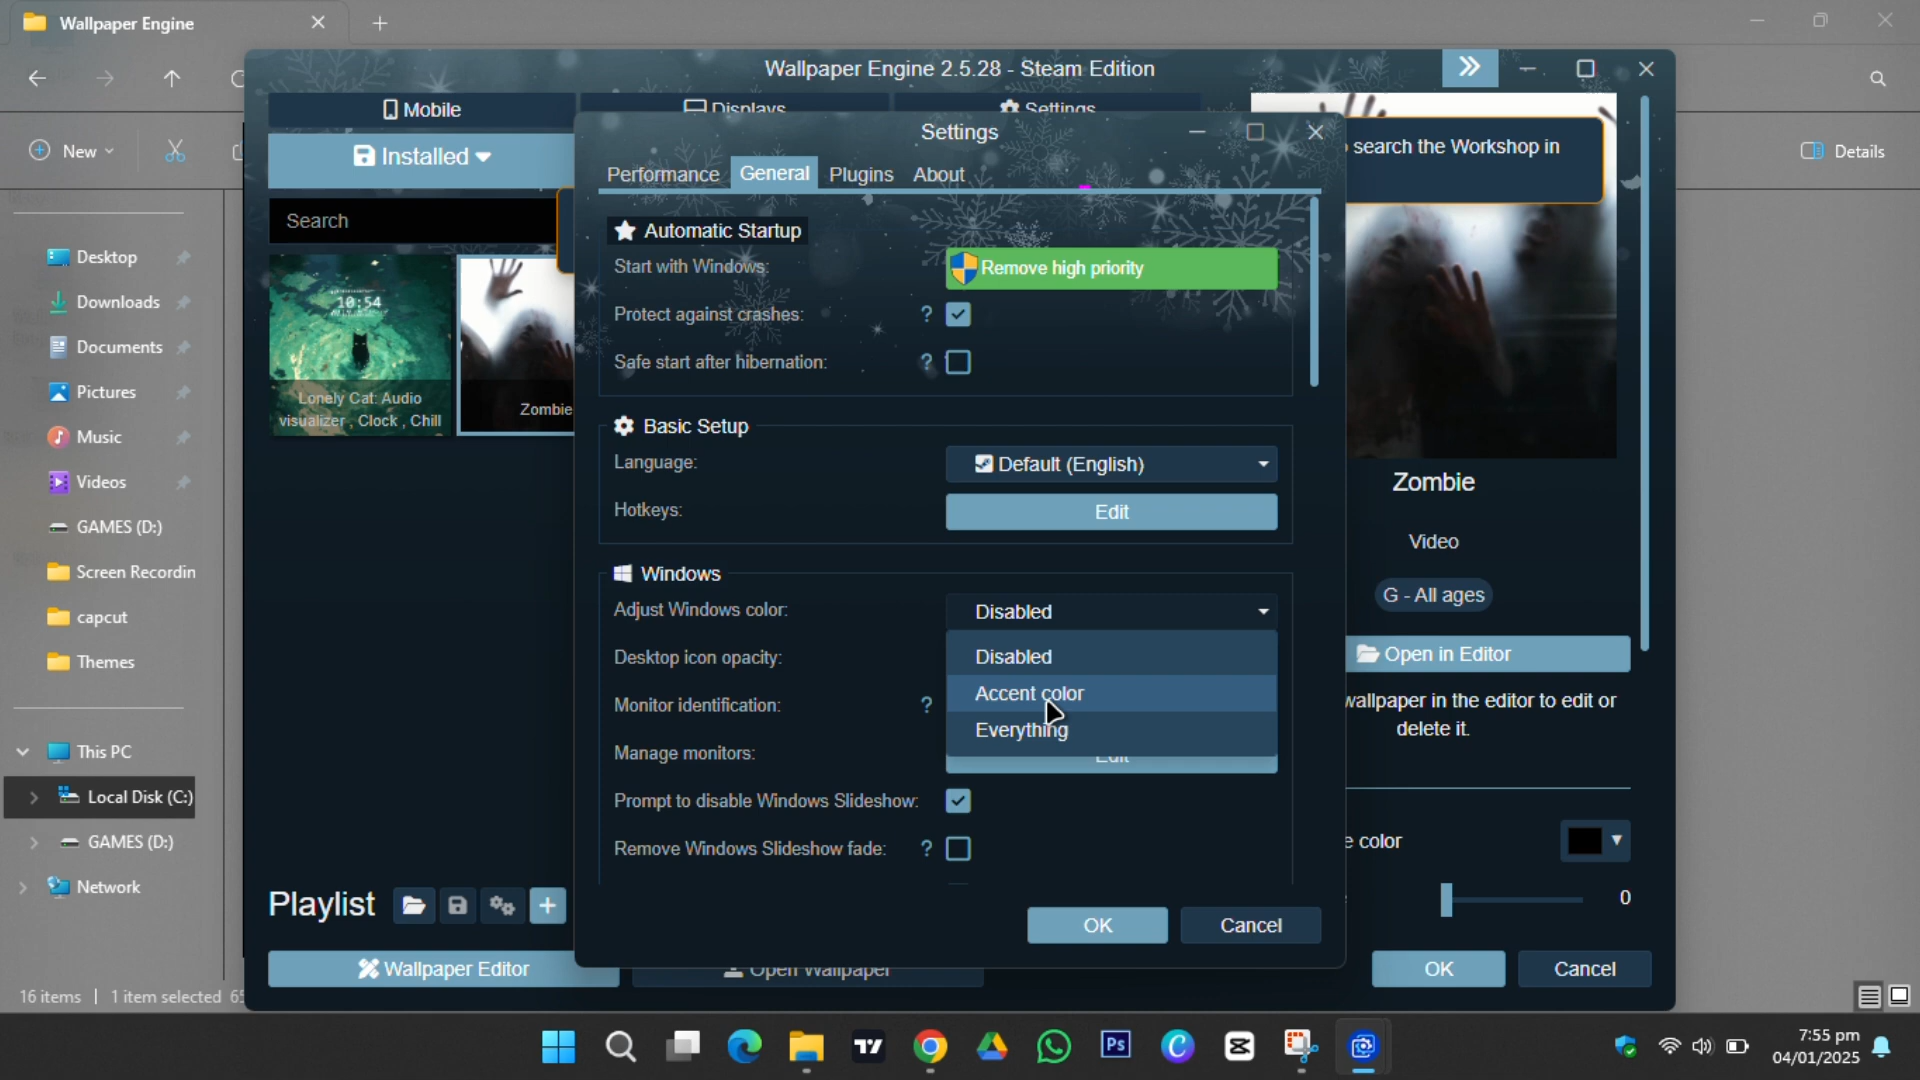 Wallpaper Engine
New
Details
Desktop
Downloads
Documents
Pictures
Music
Videos
GAMES (D:)
Screen Recordin
capcut
Themes
This PC
Local Disk (C:)
GAMES (D:)
Network
16 items | 1 item selected
Wallpaper Engine 2.5.28 - Steam Edition
Mobile
Displays
Settings
Installed
Search
10:54
Lonely Cat: Audio
visualizer , Clock , Chill
Zombie
Playlist
Wallpaper Editor
Open Wallpaper
Settings
Performance
General
Plugins
About
Automatic Startup
Start with Windows:
Remove high priority
Protect against crashes: ?
Safe start after hibernation: ?
Basic Setup
Language:
Default (English)
Hotkeys:
Edit
Windows
Adjust Windows color:
Disabled
Disabled
Accent color
Everything
Desktop icon opacity:
Monitor identification: ?
Manage monitors:
Edit
Prompt to disable Windows Slideshow:
Remove Windows Slideshow fade: ?
OK
Cancel
search the Workshop in
Zombie
Video
G - All ages
Open in Editor
wallpaper in the editor to edit or
delete it.
color
0
OK
Cancel
Ps
7:55 pm
04/01/2025